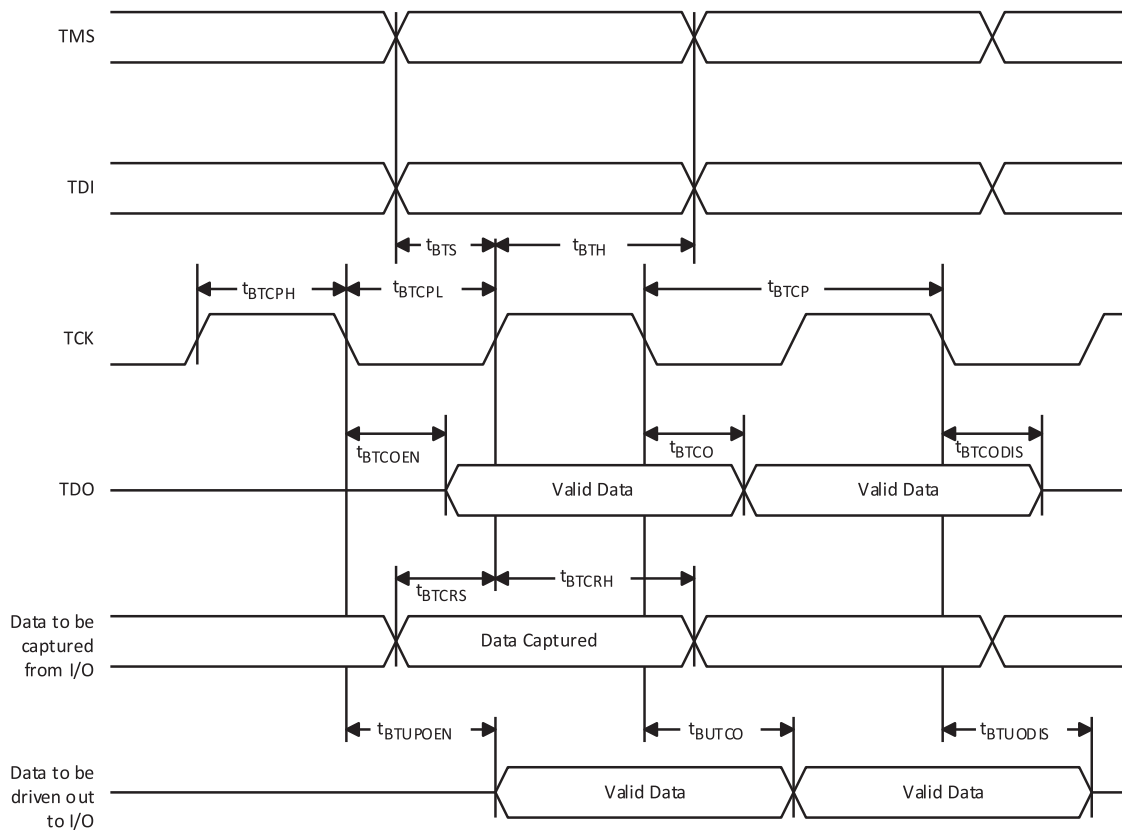 TMS
TDI
tBTS
tBTH
tBTCPH
tBTCPL
tBTCP
TCK
tBTCOEN
tBTCO
tBTCODIS
TDO
Valid Data
Valid Data
tBTCRS
tBTCRH
Data to be
captured
from I/O
Data Captured
tBTUPOEN
tBUTCO
tBTUODIS
Data to be
driven out
to I/O
Valid Data
Valid Data